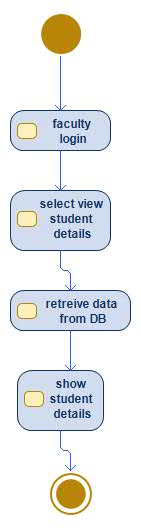 faculty
login
select view
student
details
retreive data
from DB
show
student
details